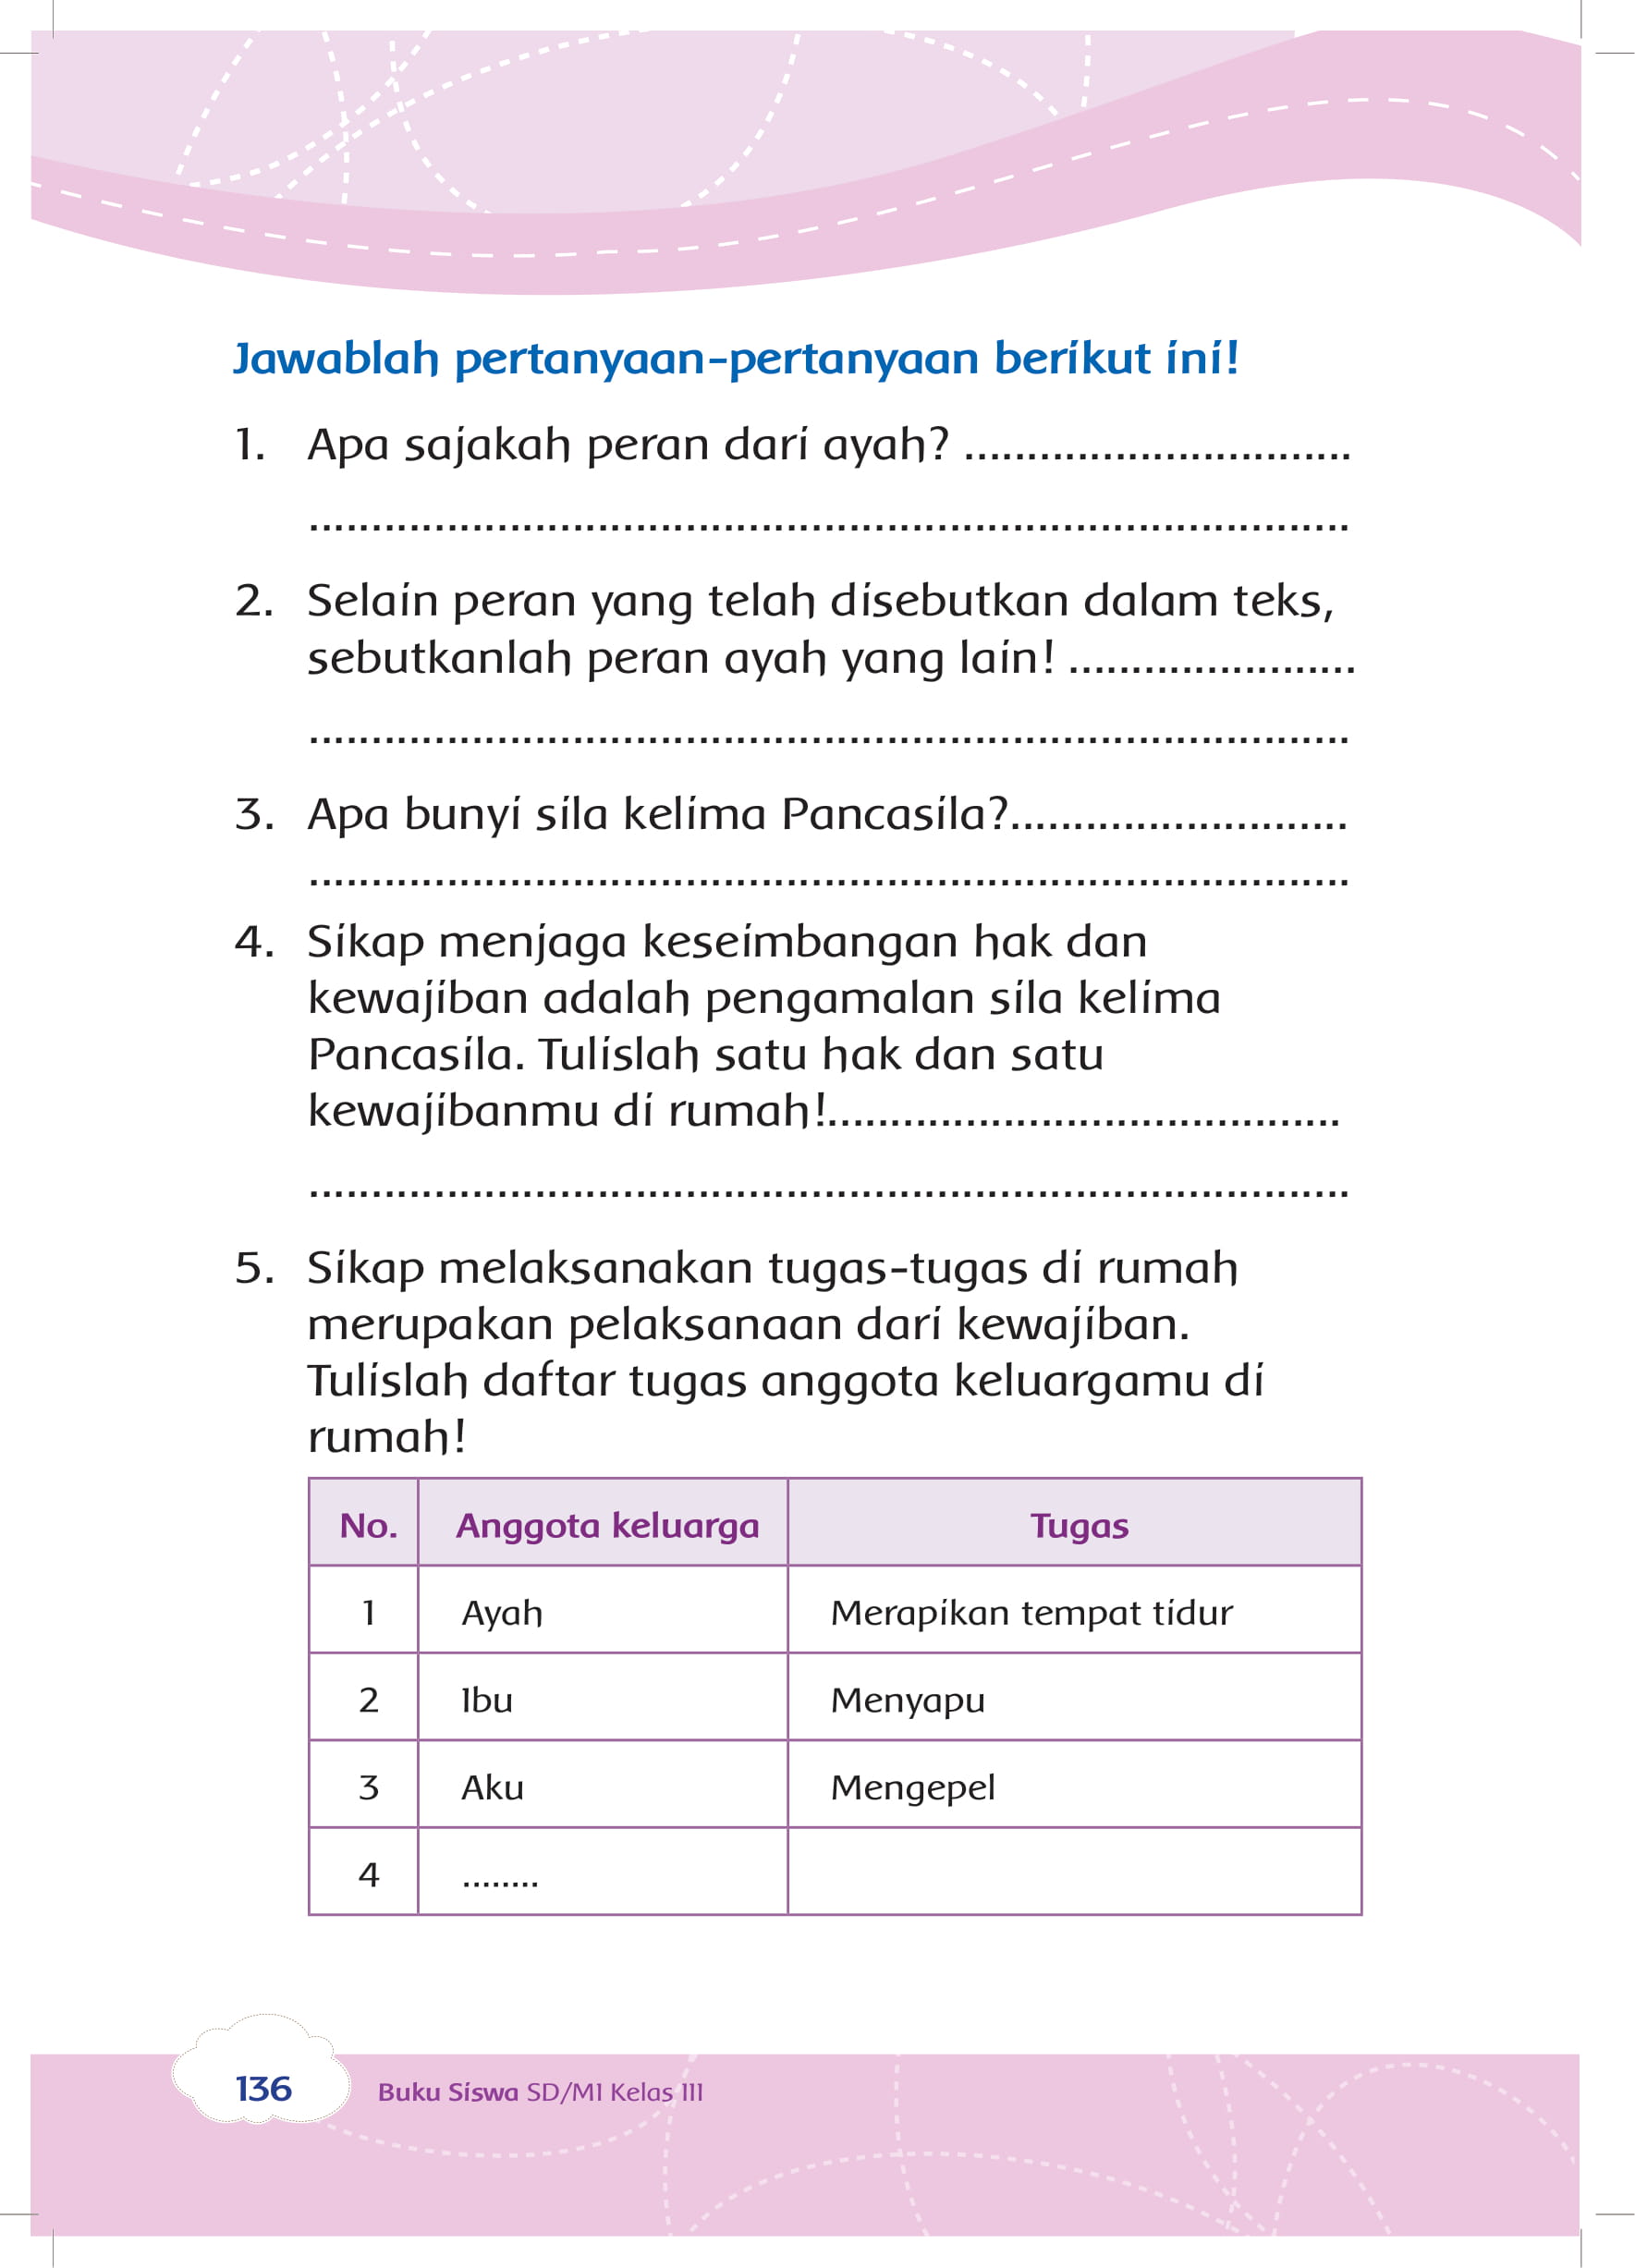 Jawablah pertanyaan-pertanyaan berikut ini!
1. Apa sajakah peran dari ayah? ...............................
...................................................................................
2. Selain peran yang telah disebutkan dalam teks,
sebutkanlah peran ayah yang lain! .......................
...................................................................................
3. Apa bunyi sila kelima Pancasila?...........................
...................................................................................
4. Sikap menjaga keseimbangan hak dan
kewajiban adalah pengamalan sila kelima
Pancasila. Tulislah satu hak dan satu
kewajibanmu di rumah!.........................................
...................................................................................
5. Sikap melaksanakan tugas-tugas di rumah
merupakan pelaksanaan dari kewajiban.
Tulislah daftar tugas anggota keluargamu di
rumah!
No. Anggota keluarga Tugas
1 Ayah Merapikan tempat tidur
2 Ibu Menyapu
3 Aku Mengepel
4 ........
136 Buku Siswa SD/MI Kelas III